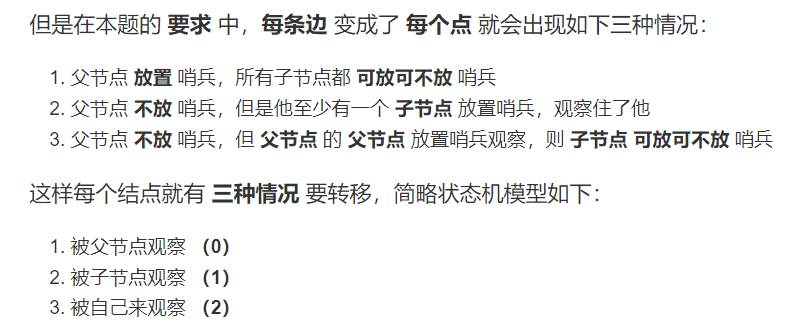 但是在本题的 要求 中，每条边 变成了 每个点 就会出现如下三种情况：
1. 父节点 放置 哨兵，所有子节点都 可放可不放 哨兵
2. 父节点 不放 哨兵，但是他至少有一个 子节点 放置哨兵，观察住了他
3. 父节点 不放 哨兵，但 父节点 的 父节点 放置哨兵观察，则 子节点 可放可不放 哨兵
这样每个结点就有 三种情况 要转移，简略状态机模型如下：
1. 被父节点观察 （0）
2. 被子节点观察 （1）
3. 被自己来观察 （2）